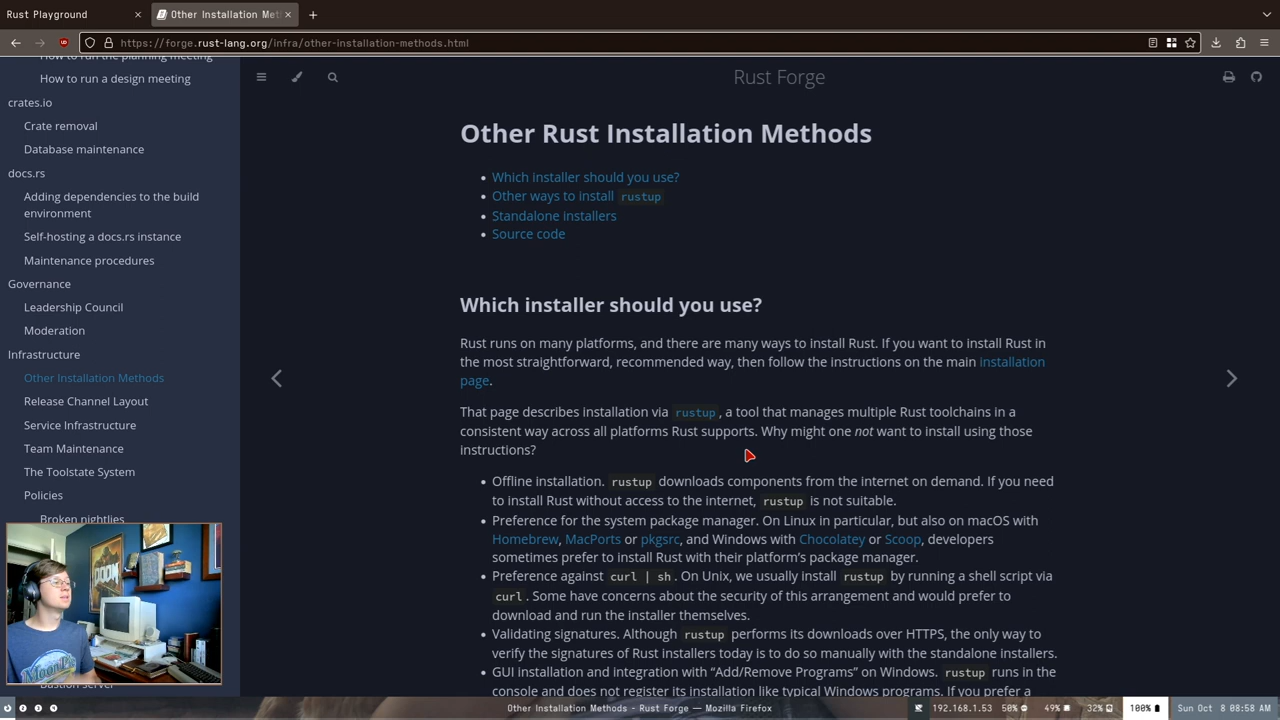 Rust Playground
Other Installation Met
https://forge.rust-lang.org/infra/other-installation-methods.html
How to run the planning meeting
How to run a design meeting
crates.io
Crate removal
Database maintenance
docs.rs
Adding dependencies to the build
environment
Self-hosting a docs.rs instance
Maintenance procedures
Governance
Leadership Council
Moderation
Infrastructure
Other Installation Methods
Release Channel Layout
Service Infrastructure
Team Maintenance
The Toolstate System
Policies
Broken nightlies
Bastion server
Rust Forge
Other Rust Installation Methods
Which installer should you use?
Other ways to install rustup
Standalone installers
Source code
Which installer should you use?
Rust runs on many platforms, and there are many ways to install Rust. If you want to install Rust in
the most straightforward, recommended way, then follow the instructions on the main installation
page.
That page describes installation via rustup, a tool that manages multiple Rust toolchains in a
consistent way across all platforms Rust supports. Why might one not want to install using those
instructions?
Offline installation. rustup downloads components from the internet on demand. If you need
to install Rust without access to the internet, rustup is not suitable.
Preference for the system package manager. On Linux in particular, but also on macOS with
Homebrew, MacPorts or pkgsrc, and Windows with Chocolatey or Scoop, developers
sometimes prefer to install Rust with their platform's package manager.
Preference against curl | sh. On Unix, we usually install rustup by running a shell script via
curl. Some have concerns about the security of this arrangement and would prefer to
download and run the installer themselves.
Validating signatures. Although rustup performs its downloads over HTTPS, the only way to
verify the signatures of Rust installers today is to do so manually with the standalone installers.
GUI installation and integration with “Add/Remove Programs” on Windows. rustup runs in the
console and does not register its installation like typical Windows programs. If you prefer a
DOOM
Other Installation Methods - Rust Forge — Mozilla Firefox
192.168.1.53 50% 49% 32% 100% Sun Oct 8 08:58 AM